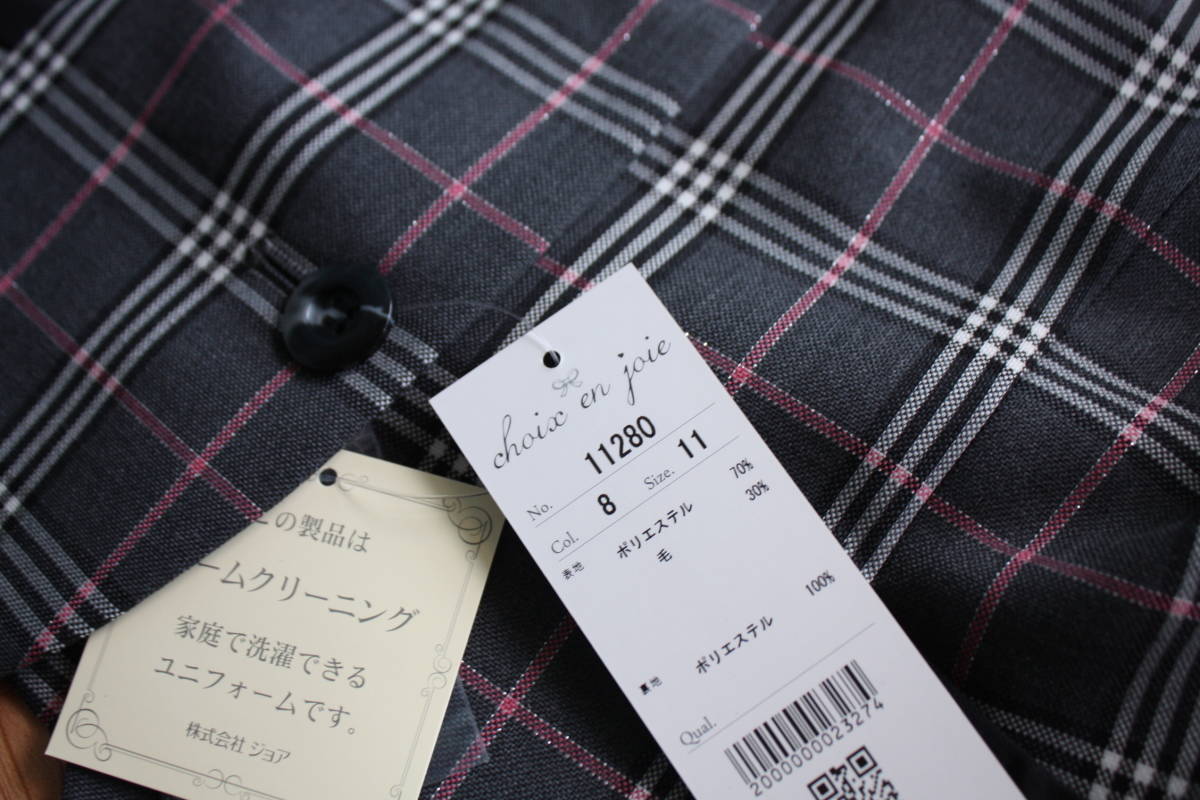 choix en joie
No. 11280
Col. 8 Size. 11
表地 ポリエステル 70%
毛 30%
裏地 ポリエステル 100%
Qual.
2000000023274
の製品は
ームクリーニング
家庭で洗濯できる
ユニフォームです。
株式会社 ジョア